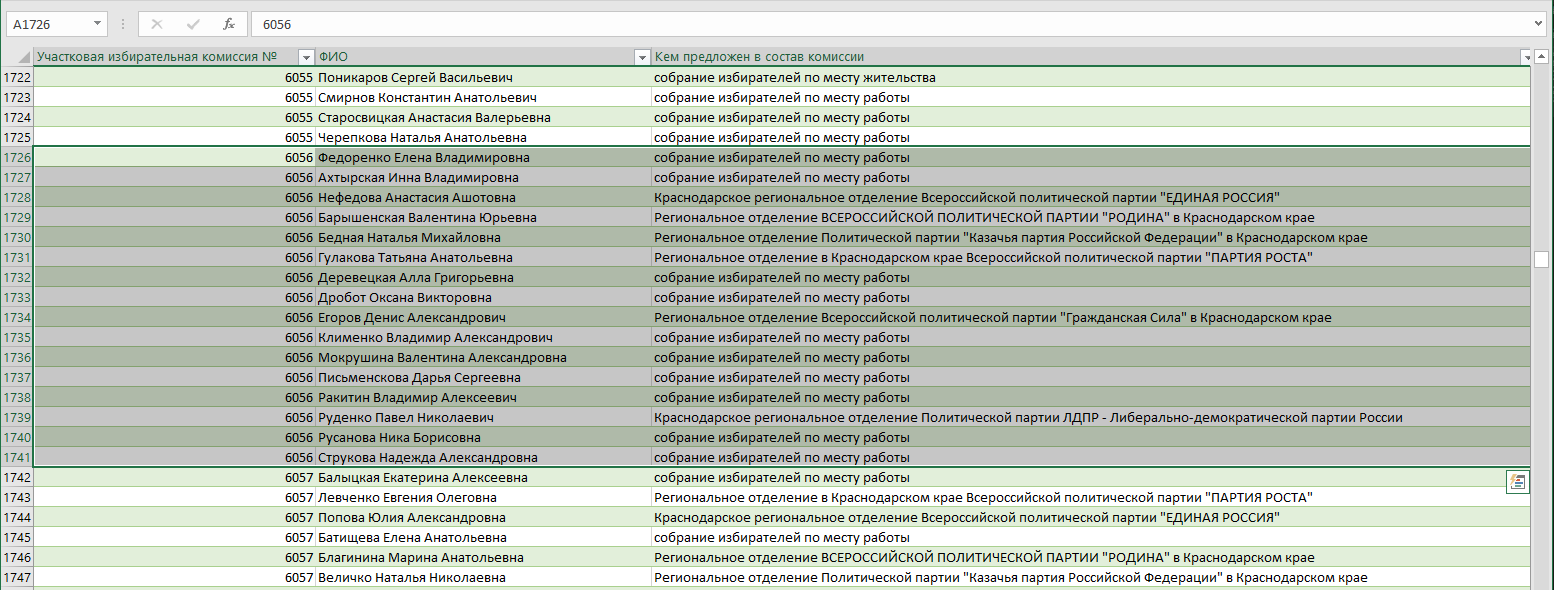 A1726 fx 6056
Участковая избирательная комиссия № ФИО Кем предложен в состав комиссии
1722 6055 Поникаров Сергей Васильевич собрание избирателей по месту жительства
1723 6055 Смирнов Константин Анатольевич собрание избирателей по месту работы
1724 6055 Старосвицкая Анастасия Валерьевна собрание избирателей по месту работы
1725 6055 Черепкова Наталья Анатольевна собрание избирателей по месту работы
1726 6056 Федоренко Елена Владимировна собрание избирателей по месту работы
1727 6056 Ахтырская Инна Владимировна собрание избирателей по месту работы
1728 6056 Нефедова Анастасия Ашотовна Краснодарское региональное отделение Всероссийской политической партии "ЕДИНАЯ РОССИЯ"
1729 6056 Барышенская Валентина Юрьевна Региональное отделение ВСЕРОССИЙСКОЙ ПОЛИТИЧЕСКОЙ ПАРТИИ "РОДИНА" в Краснодарском крае
1730 6056 Бедная Наталья Михайловна Региональное отделение Политической партии "Казачья партия Российской Федерации" в Краснодарском крае
1731 6056 Гулакова Татьяна Анатольевна Региональное отделение в Краснодарском крае Всероссийской политической партии "ПАРТИЯ РОСТА"
1732 6056 Деревецкая Алла Григорьевна собрание избирателей по месту работы
1733 6056 Дробот Оксана Викторовна собрание избирателей по месту работы
1734 6056 Егоров Денис Александрович Региональное отделение Всероссийской политической партии "Гражданская Сила" в Краснодарском крае
1735 6056 Клименко Владимир Александрович собрание избирателей по месту работы
1736 6056 Мокрушина Валентина Александровна собрание избирателей по месту работы
1737 6056 Письменскова Дарья Сергеевна собрание избирателей по месту работы
1738 6056 Ракитин Владимир Алексеевич собрание избирателей по месту работы
1739 6056 Руденко Павел Николаевич Краснодарское региональное отделение Политической партии ЛДПР - Либерально-демократической партии России
1740 6056 Русанова Ника Борисовна собрание избирателей по месту работы
1741 6056 Струкова Надежда Александровна собрание избирателей по месту работы
1742 6057 Балыцкая Екатерина Алексеевна собрание избирателей по месту работы
1743 6057 Левченко Евгения Олеговна Региональное отделение в Краснодарском крае Всероссийской политической партии "ПАРТИЯ РОСТА"
1744 6057 Попова Юлия Александровна Краснодарское региональное отделение Всероссийской политической партии "ЕДИНАЯ РОССИЯ"
1745 6057 Батищева Елена Анатольевна собрание избирателей по месту работы
1746 6057 Благинина Марина Анатольевна Региональное отделение ВСЕРОССИЙСКОЙ ПОЛИТИЧЕСКОЙ ПАРТИИ "РОДИНА" в Краснодарском крае
1747 6057 Величко Наталья Николаевна Региональное отделение Политической партии "Казачья партия Российской Федерации" в Краснодарском крае